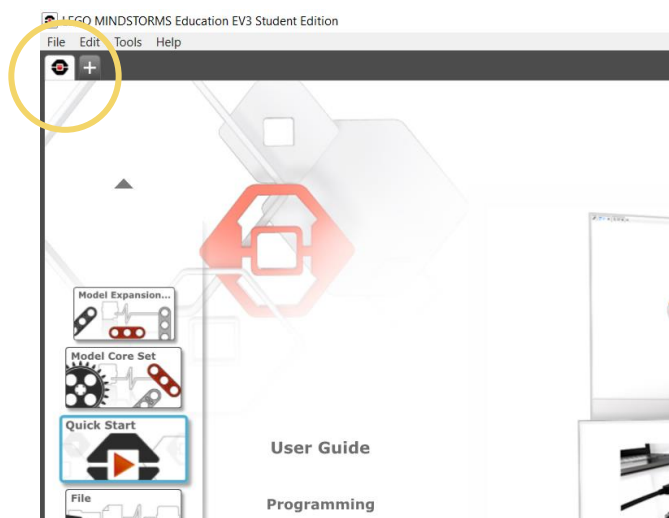 LEGO MINDSTORMS Education EV3 Student Edition
File Edit Tools Help
+
Model Expansion...
Model Core Set
Quick Start
File
User Guide
Programming